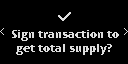 Sign transaction to
get total supply?